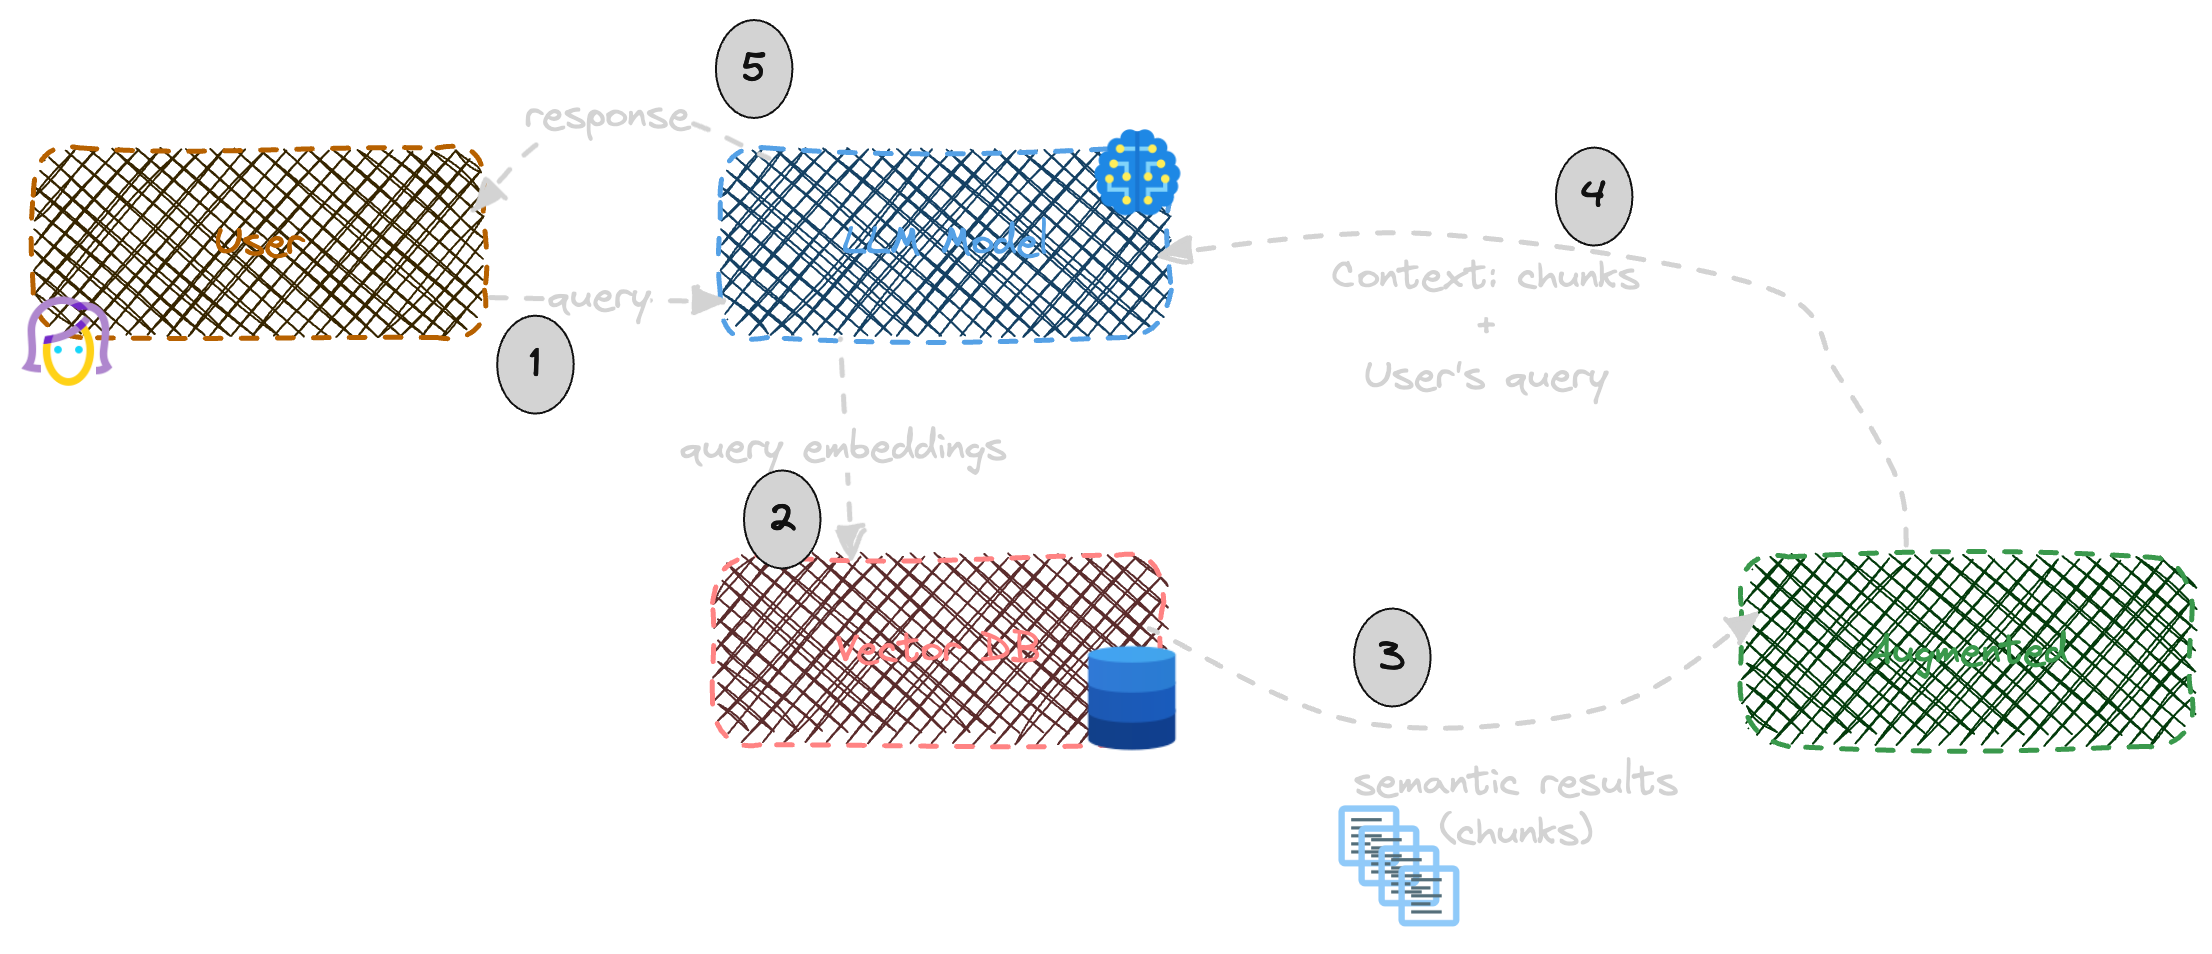 5
response
User
LLM Model
4
query
Context: chunks
+
User's query
1
query embeddings
2
Vector DB
3
Augmented
semantic results
(chunks)